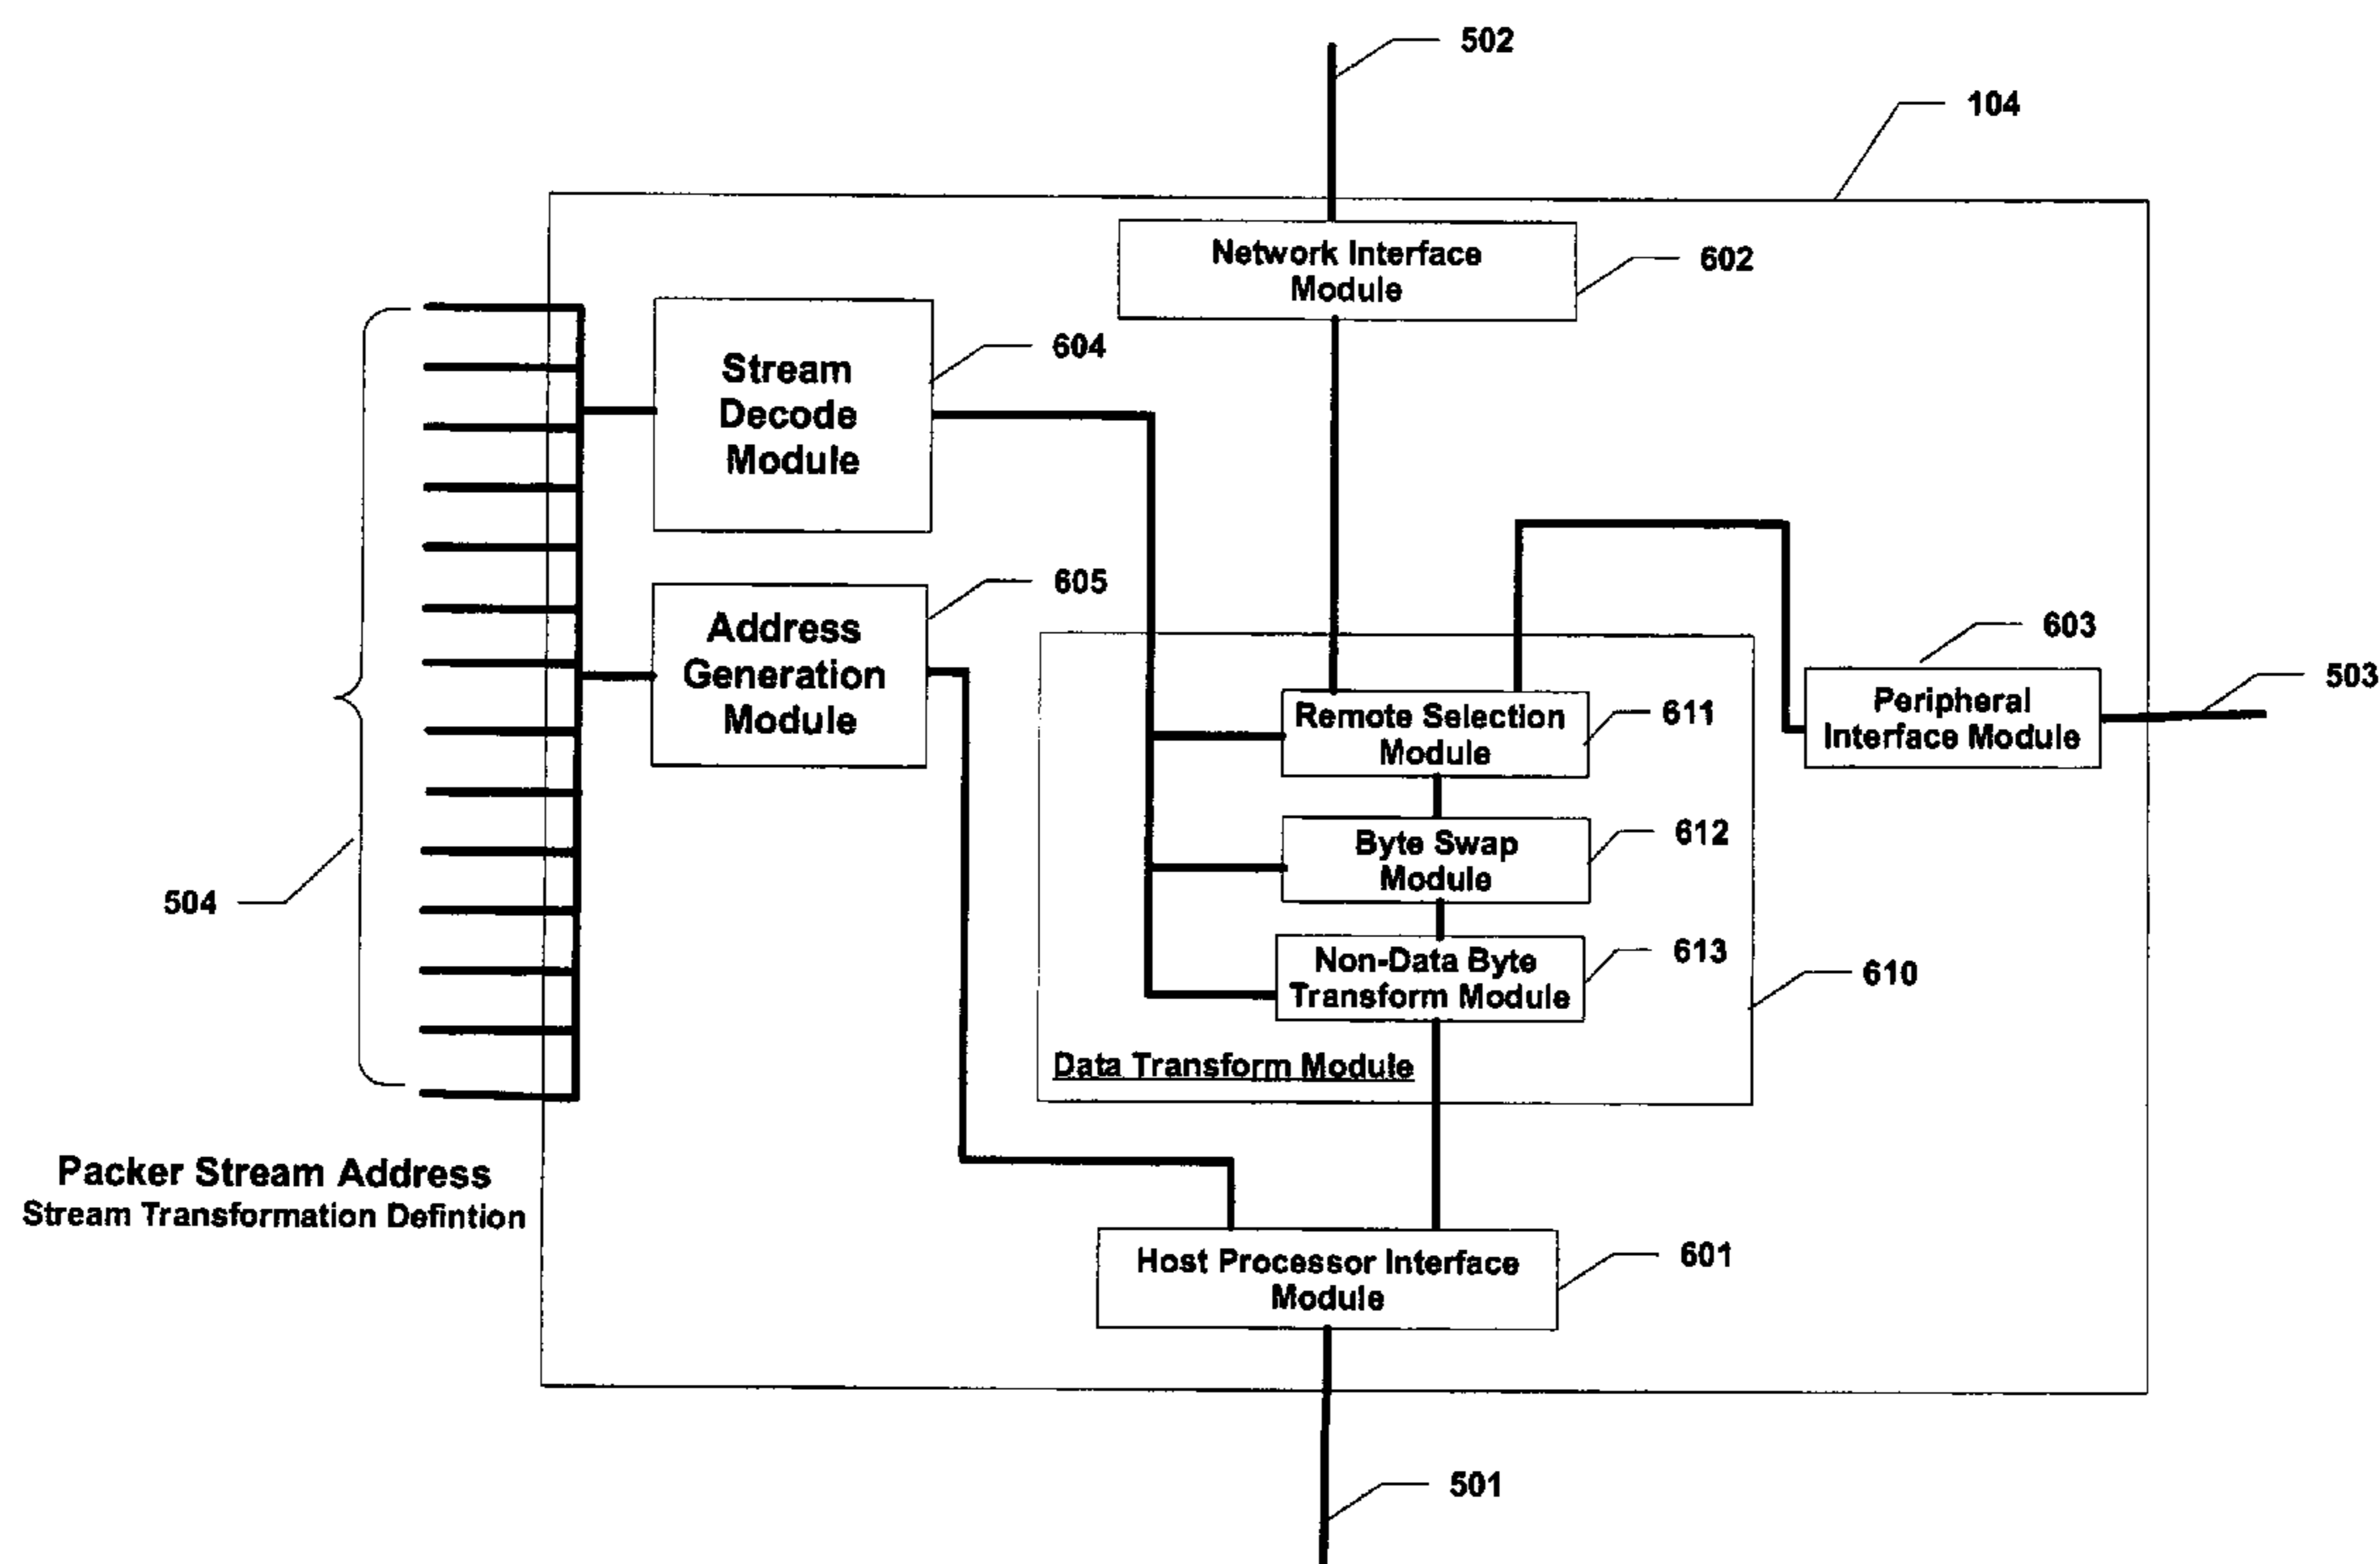 502
104
Network Interface
Module
602
Stream
Decode
Module
604
Address
Generation
Module
605
603
503
Peripheral
Interface Module
Remote Selection
Module
611
Byte Swap
Module
612
504
Non-Data Byte
Transform Module
613
610
Data Transform Module
Packer Stream Address
Stream Transformation Defintion
Host Processor Interface
Module
601
501